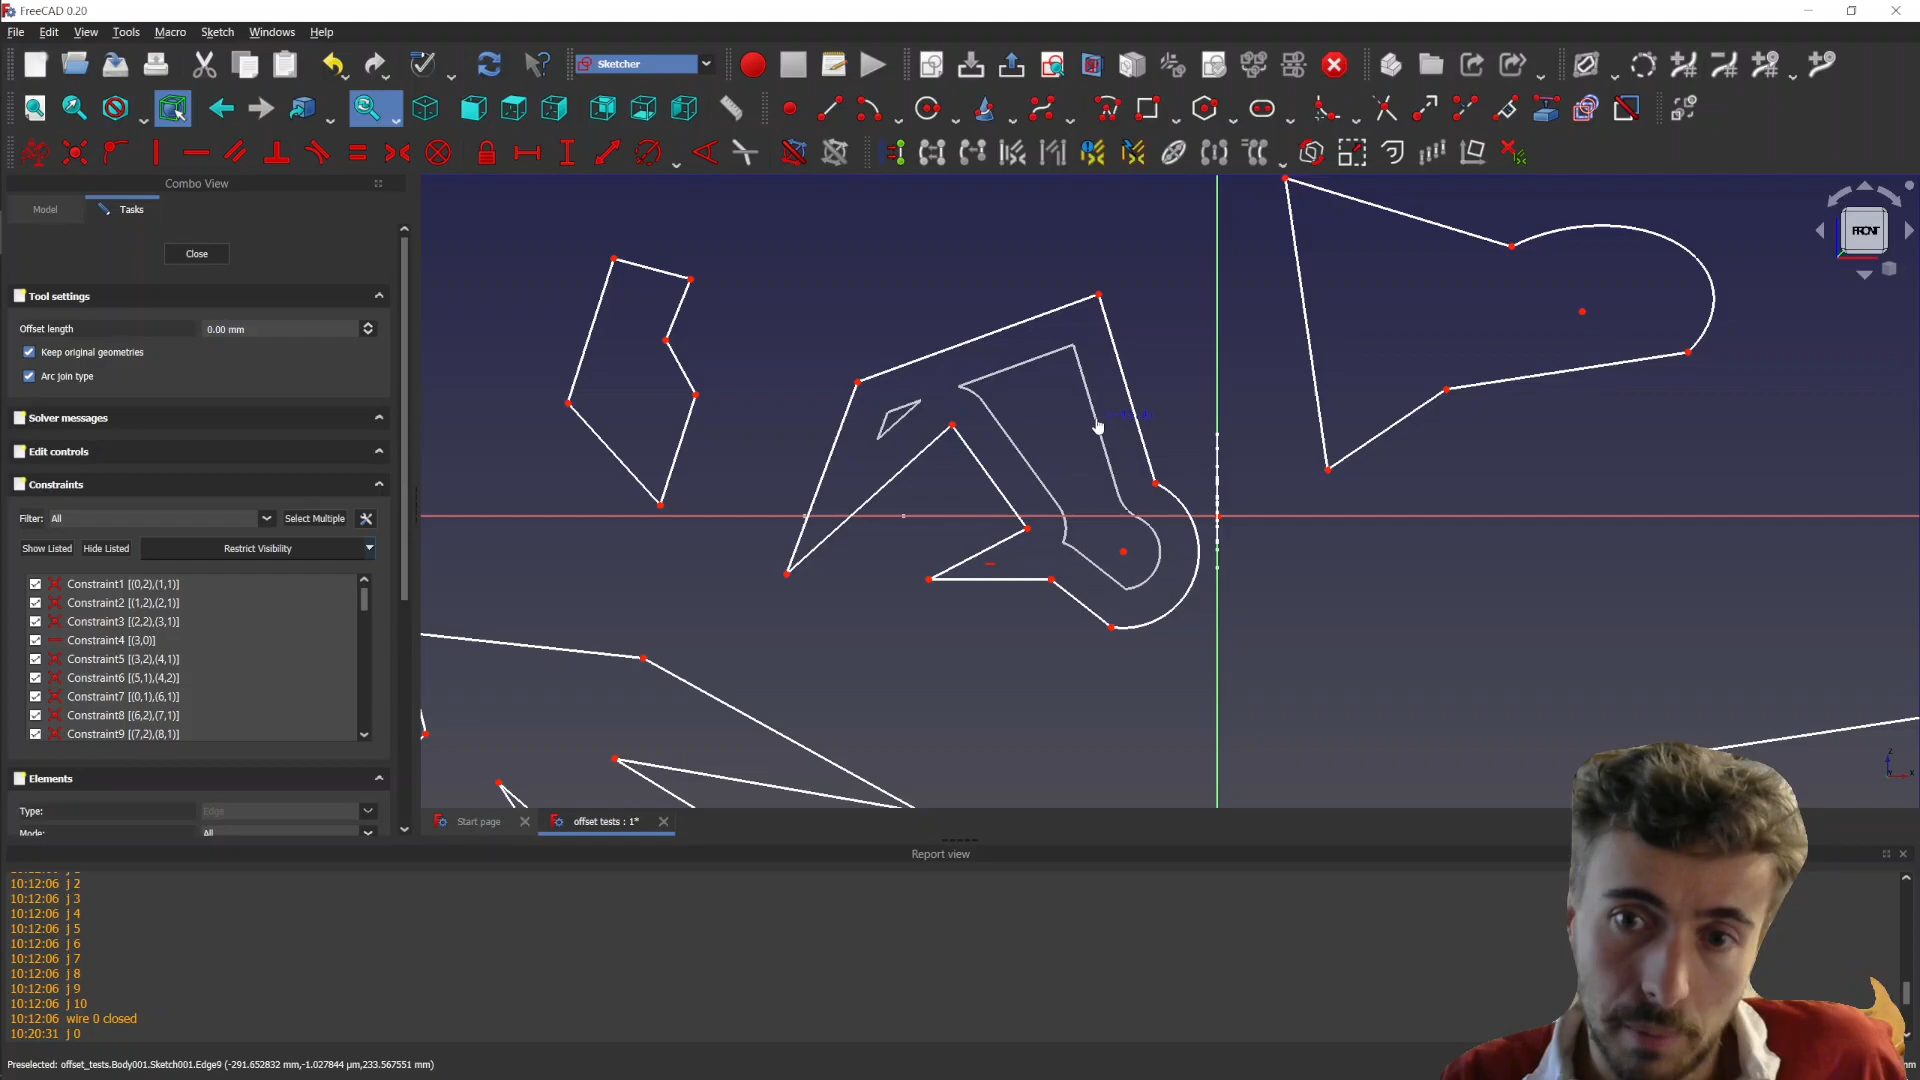 FreeCAD 0.20
File Edit View Tools Macro Sketch Windows Help
Sketcher
Combo View
Model
Tasks
Close
Tool settings
Offset length 0.00 mm
Keep original geometries
Arc join type
Solver messages
Edit controls
Constraints
Filter: All Select Multiple
Show Listed Hide Listed Restrict Visibility
Constraint1 [(0,2),(1,1)]
Constraint2 [(1,2),(2,1)]
Constraint3 [(2,2),(3,1)]
Constraint4 [(3,0)]
Constraint5 [(3,2),(4,1)]
Constraint6 [(5,1),(4,2)]
Constraint7 [(0,1),(6,1)]
Constraint8 [(6,2),(7,1)]
Constraint9 [(7,2),(8,1)]
Elements
Type: Edge
Mode: All
FRONT
Z
X
Start page
offset tests : 1*
Report view
10:12:06 j 2
10:12:06 j 3
10:12:06 j 4
10:12:06 j 5
10:12:06 j 6
10:12:06 j 7
10:12:06 j 8
10:12:06 j 9
10:12:06 j 10
10:12:06 wire 0 closed
10:20:31 j 0
Preselected: offset_tests.Body001.Sketch001.Edge9 (-291.652832 mm,-1.027844 µm,233.567551 mm)